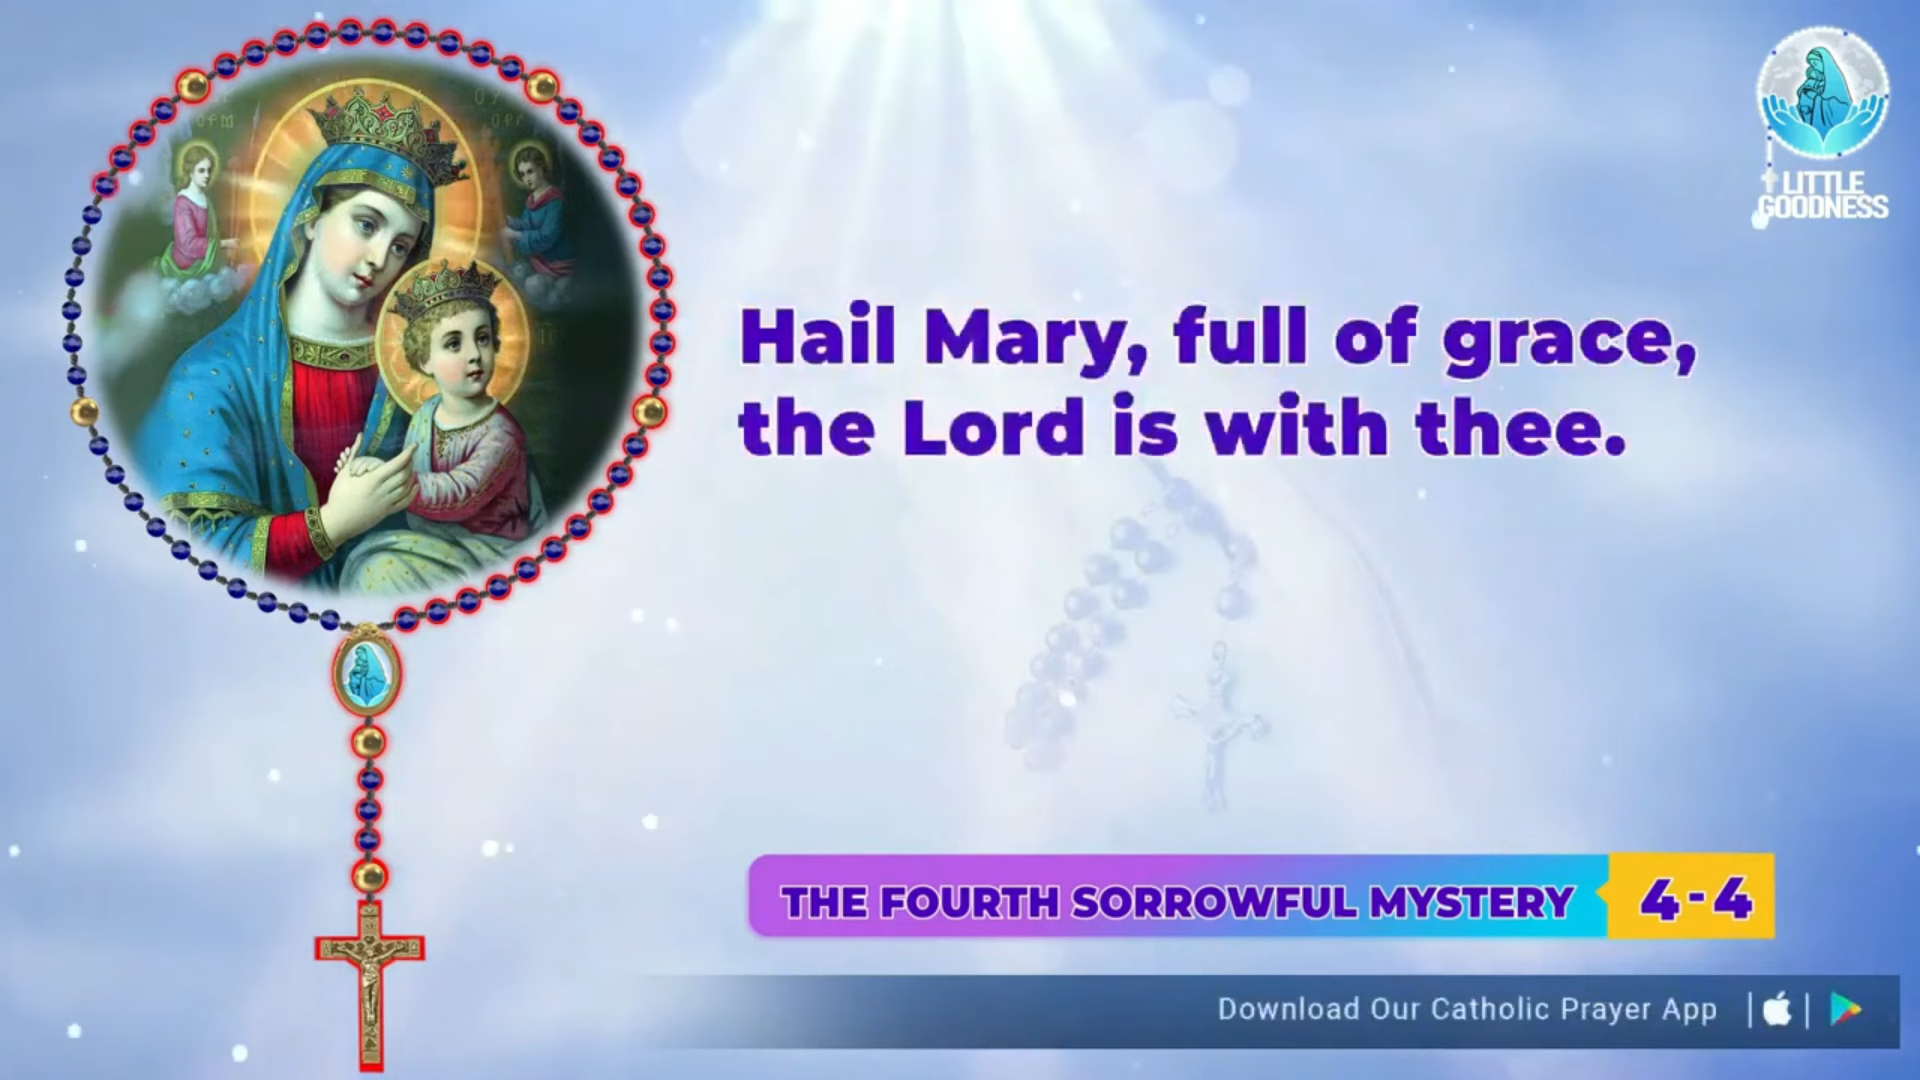 Hail Mary, full of grace,
the Lord is with thee.
THE FOURTH SORROWFUL MYSTERY 4-4
Download Our Catholic Prayer App
LITTLE
GOODNESS